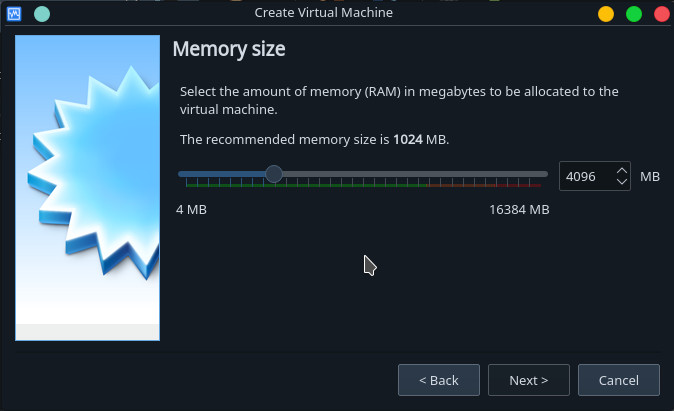 Create Virtual Machine
Memory size
Select the amount of memory (RAM) in megabytes to be allocated to the
virtual machine.
The recommended memory size is 1024 MB.
4096 MB
4 MB 16384 MB
< Back Next > Cancel